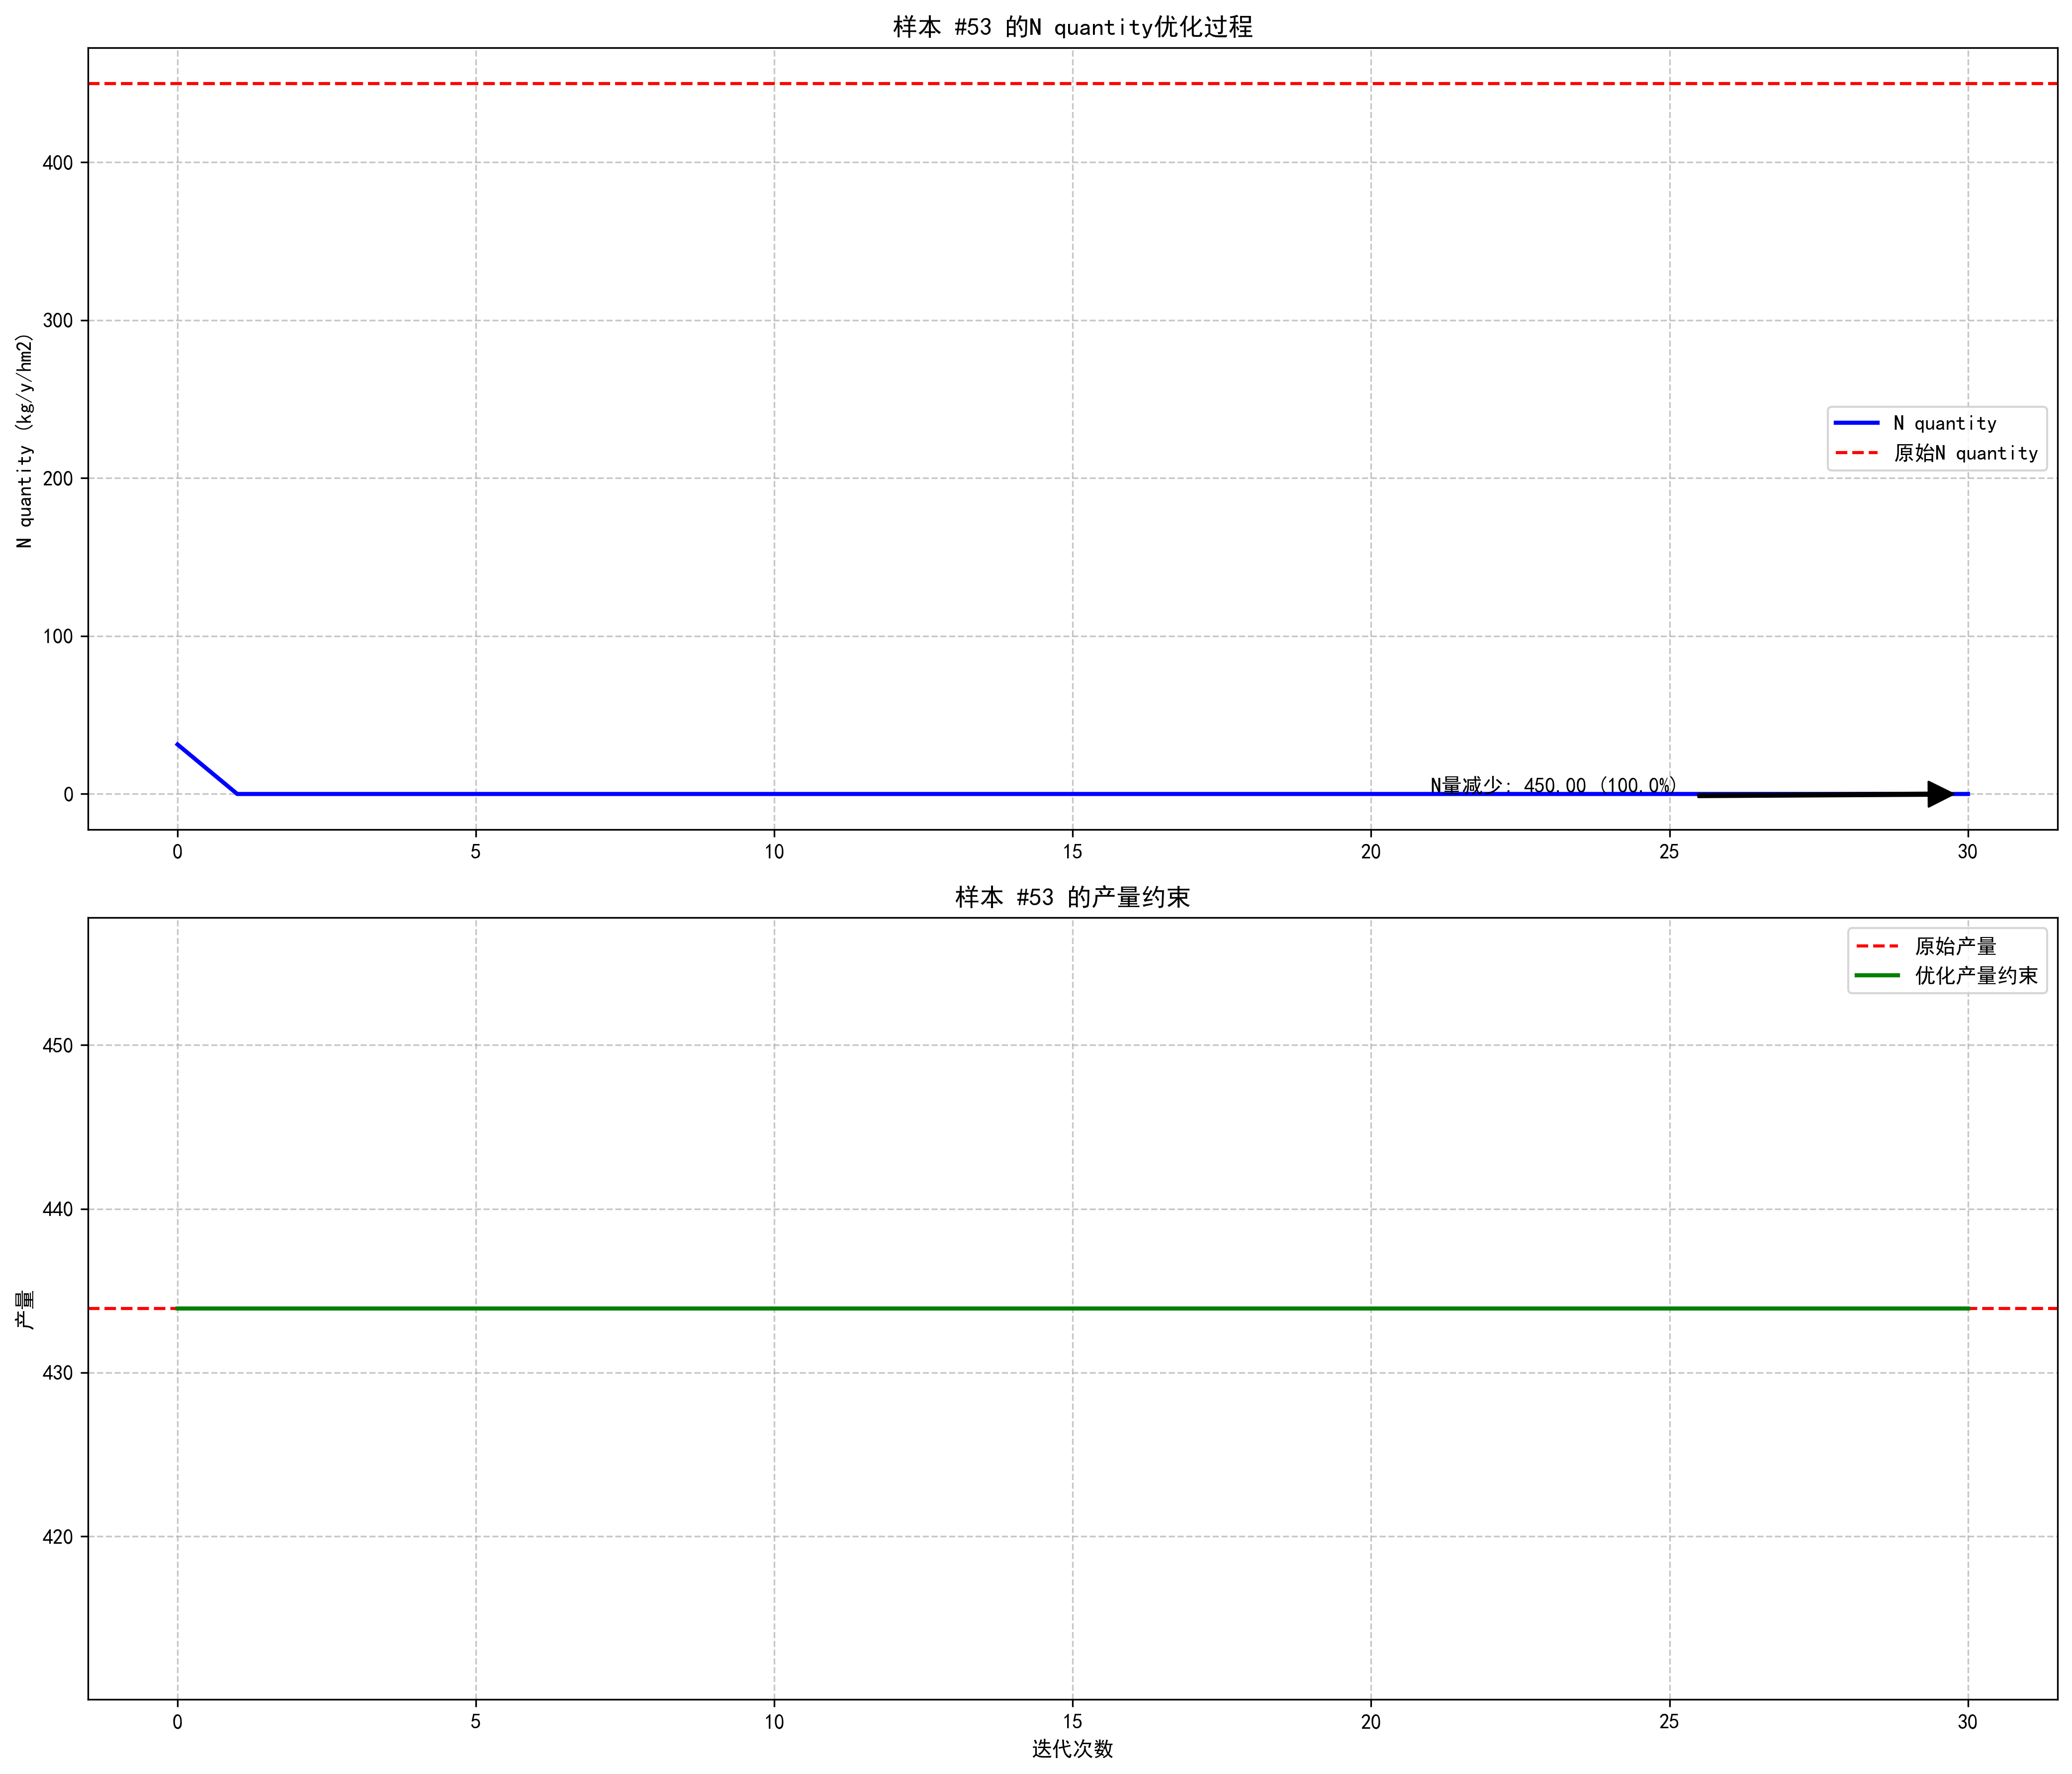 样本 #53 的N quantity优化过程
N quantity (kg/y/hm2)
400
300
200
100
0
N quantity
原始N quantity
N量减少: 450.00 (100.0%)
0 5 10 15 20 25 30
样本 #53 的产量约束
产量
450
440
430
420
原始产量
优化产量约束
0 5 10 15 20 25 30
迭代次数